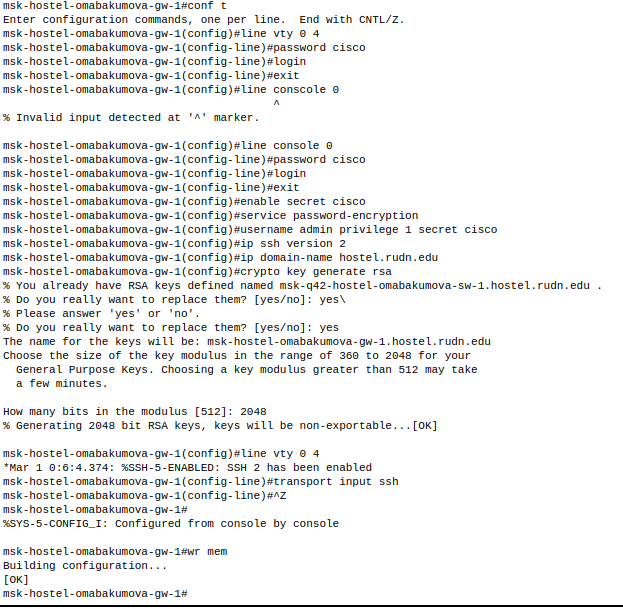 msk-hostel-omabakumova-gw-1#conf t
Enter configuration commands, one per line.  End with CNTL/Z.
msk-hostel-omabakumova-gw-1(config)#line vty 0 4
msk-hostel-omabakumova-gw-1(config-line)#password cisco
msk-hostel-omabakumova-gw-1(config-line)#login
msk-hostel-omabakumova-gw-1(config-line)#exit
msk-hostel-omabakumova-gw-1(config)#line conscole 0
^
% Invalid input detected at '^' marker.
msk-hostel-omabakumova-gw-1(config)#line console 0
msk-hostel-omabakumova-gw-1(config-line)#password cisco
msk-hostel-omabakumova-gw-1(config-line)#login
msk-hostel-omabakumova-gw-1(config-line)#exit
msk-hostel-omabakumova-gw-1(config)#enable secret cisco
msk-hostel-omabakumova-gw-1(config)#service password-encryption
msk-hostel-omabakumova-gw-1(config)#username admin privilege 1 secret cisco
msk-hostel-omabakumova-gw-1(config)#ip ssh version 2
msk-hostel-omabakumova-gw-1(config)#ip domain-name hostel.rudn.edu
msk-hostel-omabakumova-gw-1(config)#crypto key generate rsa
% You already have RSA keys defined named msk-q42-hostel-omabakumova-sw-1.hostel.rudn.edu .
% Do you really want to replace them? [yes/no]: yes\
% Please answer 'yes' or 'no'.
% Do you really want to replace them? [yes/no]: yes
The name for the keys will be: msk-hostel-omabakumova-gw-1.hostel.rudn.edu
Choose the size of the key modulus in the range of 360 to 2048 for your
General Purpose Keys. Choosing a key modulus greater than 512 may take
a few minutes.
How many bits in the modulus [512]: 2048
% Generating 2048 bit RSA keys, keys will be non-exportable...[OK]
msk-hostel-omabakumova-gw-1(config)#line vty 0 4
*Mar 1 0:6:4.374: %SSH-5-ENABLED: SSH 2 has been enabled
msk-hostel-omabakumova-gw-1(config-line)#transport input ssh
msk-hostel-omabakumova-gw-1(config-line)#^Z
msk-hostel-omabakumova-gw-1#
%SYS-5-CONFIG_I: Configured from console by console
msk-hostel-omabakumova-gw-1#wr mem
Building configuration...
[OK]
msk-hostel-omabakumova-gw-1#